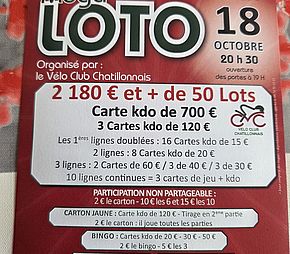 Mega
LOTO
18
OCTOBRE
20 h 30
ouverture
des portes à 19 H
Organisé par :
le Vélo Club Chatillonnais
2 180 € et + de 50 Lots
Carte kdo de 700 €
3 Cartes kdo de 120 €
VELO CLUB
CHATILLONNAIS
Les 1ères lignes doublées : 16 Cartes kdo de 15 €
2 lignes : 8 Cartes kdo de 20 €
3 lignes : 2 Cartes de 60 € / 3 de 40 € / 3 de 30 €
10 lignes continues = 3 cartes de jeu + kdo
PARTICIPATION NON PARTAGEABLE :
2 € le carton - 10 € les 6 et 15 € les 10
CARTON JAUNE : Carte kdo de 120 € - Tirage en 2ème partie
2 € le carton : il joue toutes les parties
BINGO : Cartes kdo de 20 € - 30 € - 50 €
2 € le bingo - 5 € les 3